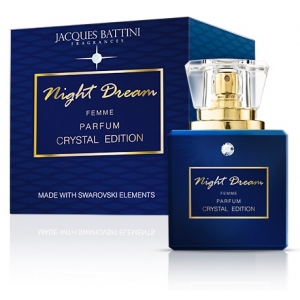 JACQUES BATTINI
FRAGRANCES
Night Dream
FEMME
PARFUM
CRYSTAL EDITION
MADE WITH SWAROVSKI ELEMENTS
Night Dream
FEMME
PARFUM
CRYSTAL EDITION